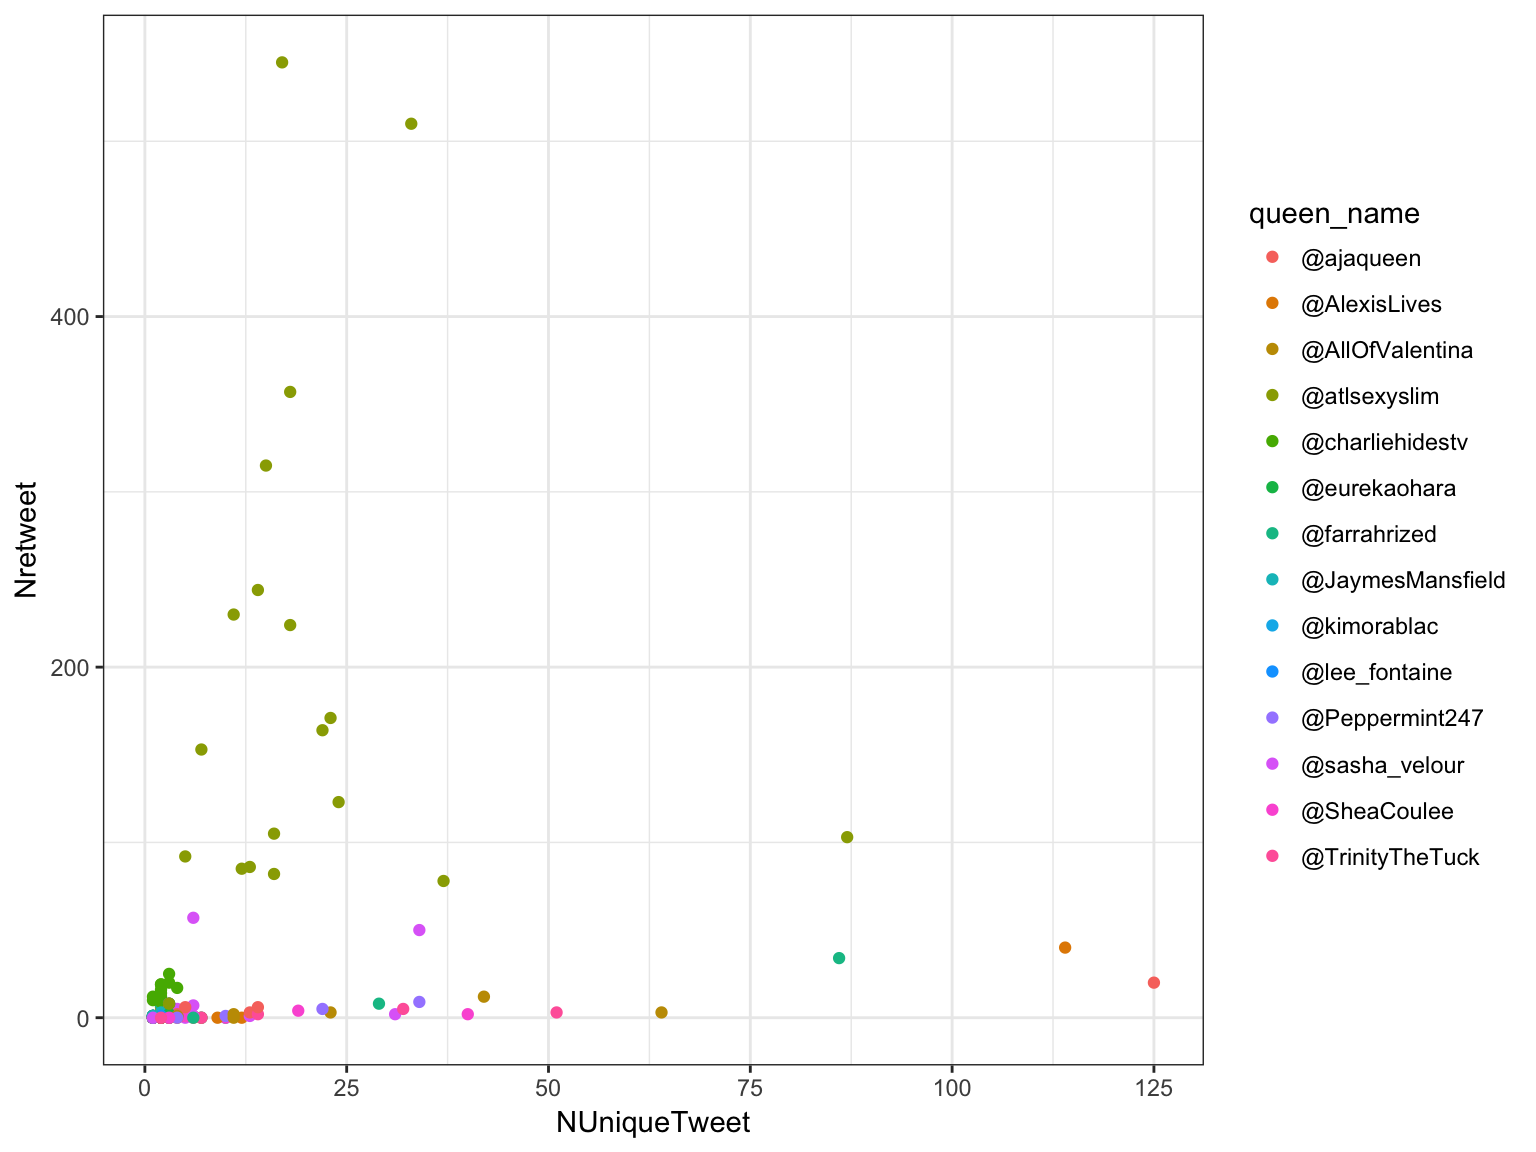 400
200
0
0 25 50 75 100 125
NUniqueTweet
Nretweet
queen_name
@ajaqueen
@AlexisLives
@AllOfValentina
@atlsexyslim
@charliehidestv
@eurekaohara
@farrahrized
@JaymesMansfield
@kimorablac
@lee_fontaine
@Peppermint247
@sasha_velour
@SheaCoulee
@TrinityTheTuck